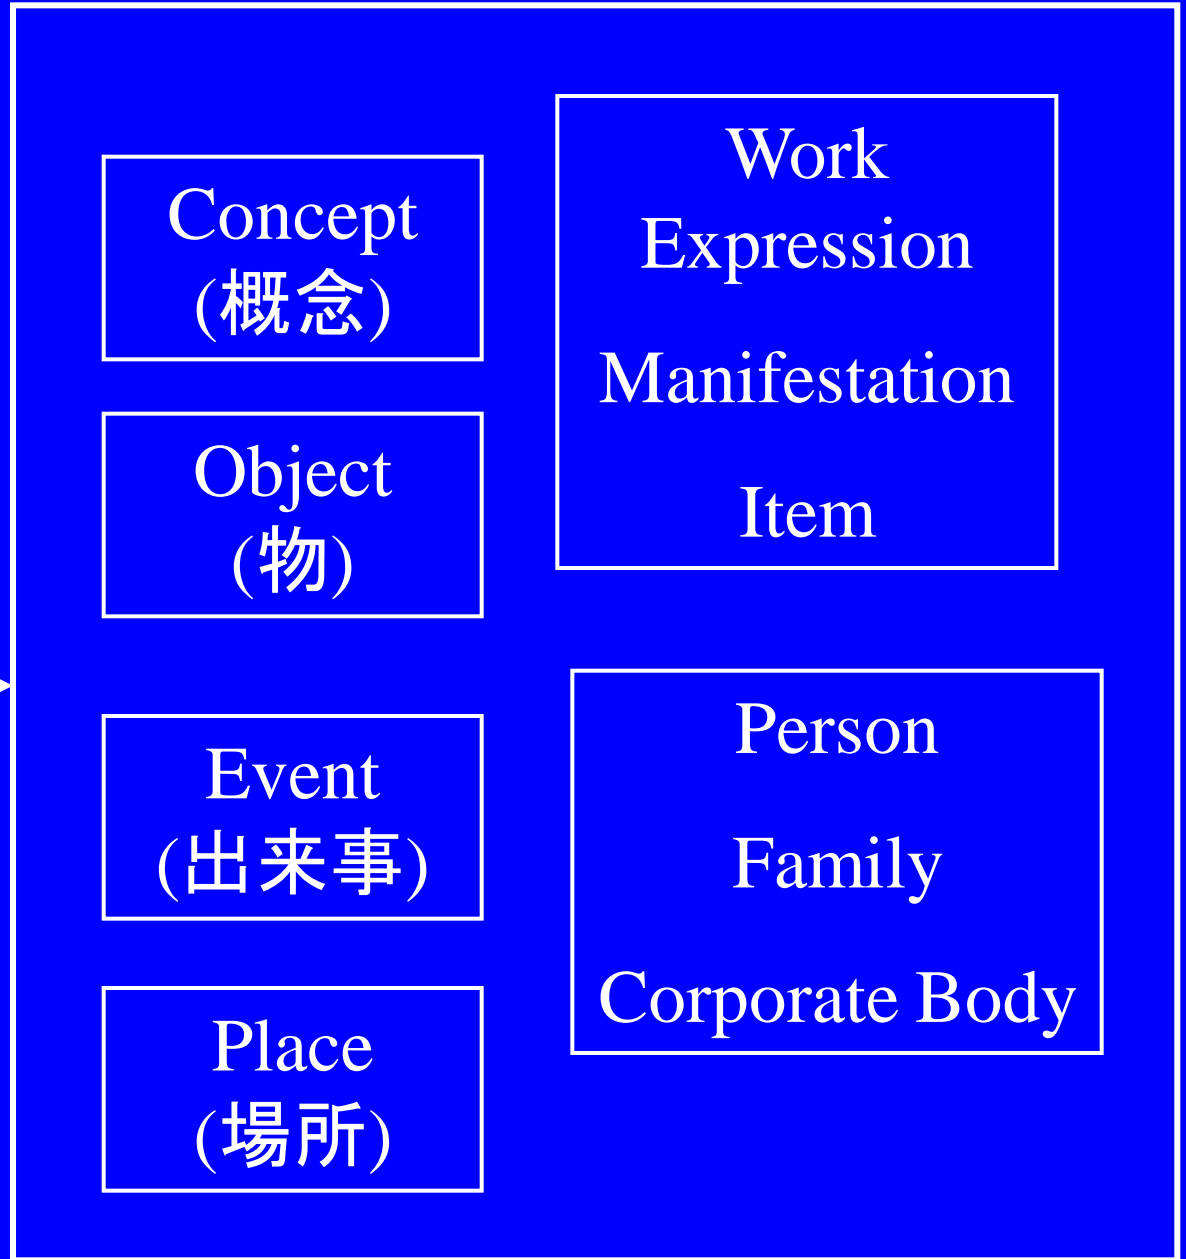 Concept
(概念)
Object
(物)
Event
(出来事)
Place
(場所)
Work
Expression
Manifestation
Item
Person
Family
Corporate Body